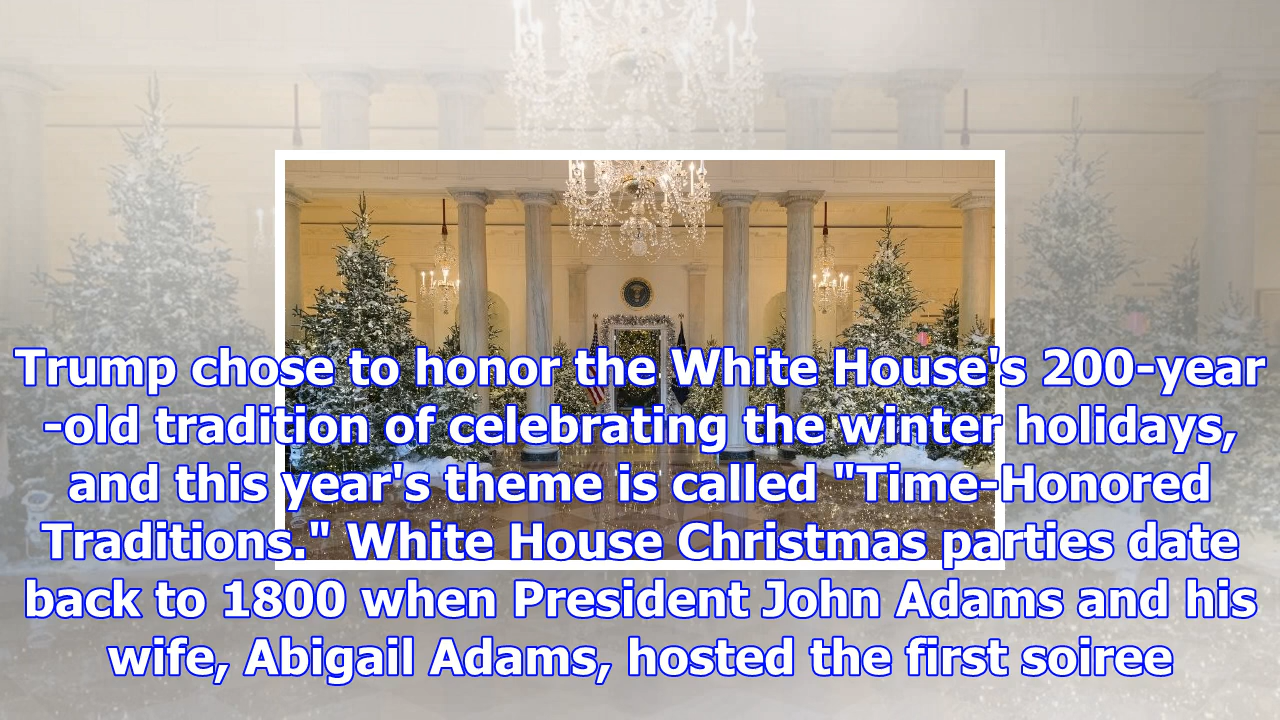 Trump chose to honor the White House's 200-year
-old tradition of celebrating the winter holidays,
and this year's theme is called "Time-Honored
Traditions." White House Christmas parties date
back to 1800 when President John Adams and his
wife, Abigail Adams, hosted the first soiree